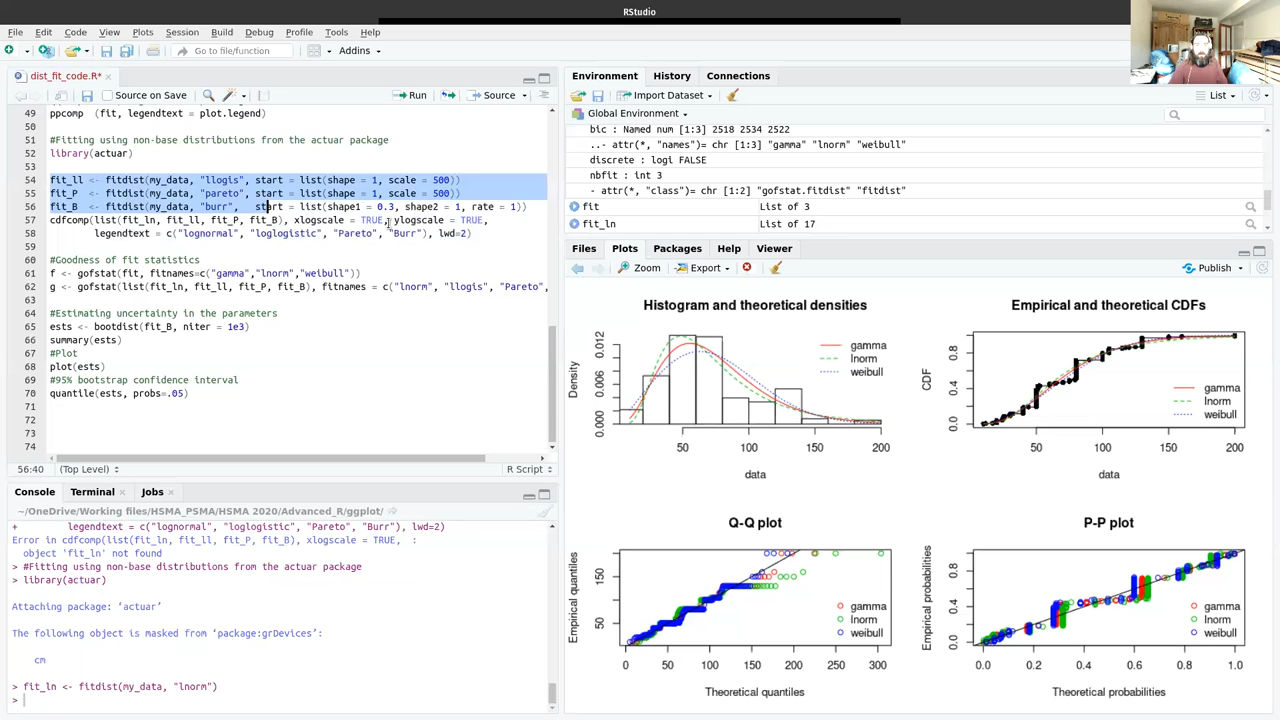 RStudio
File Edit Code View Plots Session Build Debug Profile Tools Help
Go to file/function Addins
dist_fit_code.R*
Source on Save Run Source
49 ppcomp (fit, legendtext = plot.legend)
50
51 #Fitting using non-base distributions from the actuar package
52 library(actuar)
53
54 fit_ll <- fitdist(my_data, "llogis", start = list(shape = 1, scale = 500))
55 fit_P <- fitdist(my_data, "pareto", start = list(shape = 1, scale = 500))
56 fit_B <- fitdist(my_data, "burr", start = list(shape1 = 0.3, shape2 = 1, rate = 1))
57 cdfcomp(list(fit_ln, fit_ll, fit_P, fit_B), xlogscale = TRUE, ylogscale = TRUE,
58 legendtext = c("lognormal", "loglogistic", "Pareto", "Burr"), lwd=2)
59
60 #Goodness of fit statistics
61 f <- gofstat(fit, fitnames=c("gamma","lnorm","weibull"))
62 g <- gofstat(list(fit_ln, fit_ll, fit_P, fit_B), fitnames = c("lnorm", "llogis", "Pareto",
63
64 #Estimating uncertainty in the parameters
65 ests <- bootdist(fit_B, niter = 1e3)
66 summary(ests)
67 #Plot
68 plot(ests)
69 #95% bootstrap confidence interval
70 quantile(ests, probs=.05)
71
72
73
74
56:40 (Top Level) R Script
Console Terminal Jobs
~/OneDrive/Working files/HSMA_PSMA/HSMA 2020/Advanced_R/ggplot/
+ legendtext = c("lognormal", "loglogistic", "Pareto", "Burr"), lwd=2)
Error in cdfcomp(list(fit_ln, fit_ll, fit_P, fit_B), xlogscale = TRUE, :
object 'fit_ln' not found
> #Fitting using non-base distributions from the actuar package
> library(actuar)
Attaching package: ‘actuar’
The following object is masked from ‘package:grDevices’:
cm
> fit_ln <- fitdist(my_data, "lnorm")
>
Environment History Connections
Import Dataset List
Global Environment
bic : Named num [1:3] 2518 2534 2522
..- attr(*, "names")= chr [1:3] "gamma" "lnorm" "weibull"
discrete : logi FALSE
nbfit : int 3
- attr(*, "class")= chr [1:2] "gofstat.fitdist" "fitdist"
fit List of 3
fit_ln List of 17
Files Plots Packages Help Viewer
Zoom Export Publish
Histogram and theoretical densities
Density
0.000 0.006 0.012
gamma
lnorm
weibull
50 100 150 200
data
Empirical and theoretical CDFs
CDF
0.0 0.4 0.8
gamma
lnorm
weibull
50 100 150 200
data
Q-Q plot
Empirical quantiles
50 150
gamma
lnorm
weibull
0 50 100 150 200 250 300
Theoretical quantiles
P-P plot
Empirical probabilities
0.0 0.4 0.8
gamma
lnorm
weibull
0.0 0.2 0.4 0.6 0.8 1.0
Theoretical probabilities